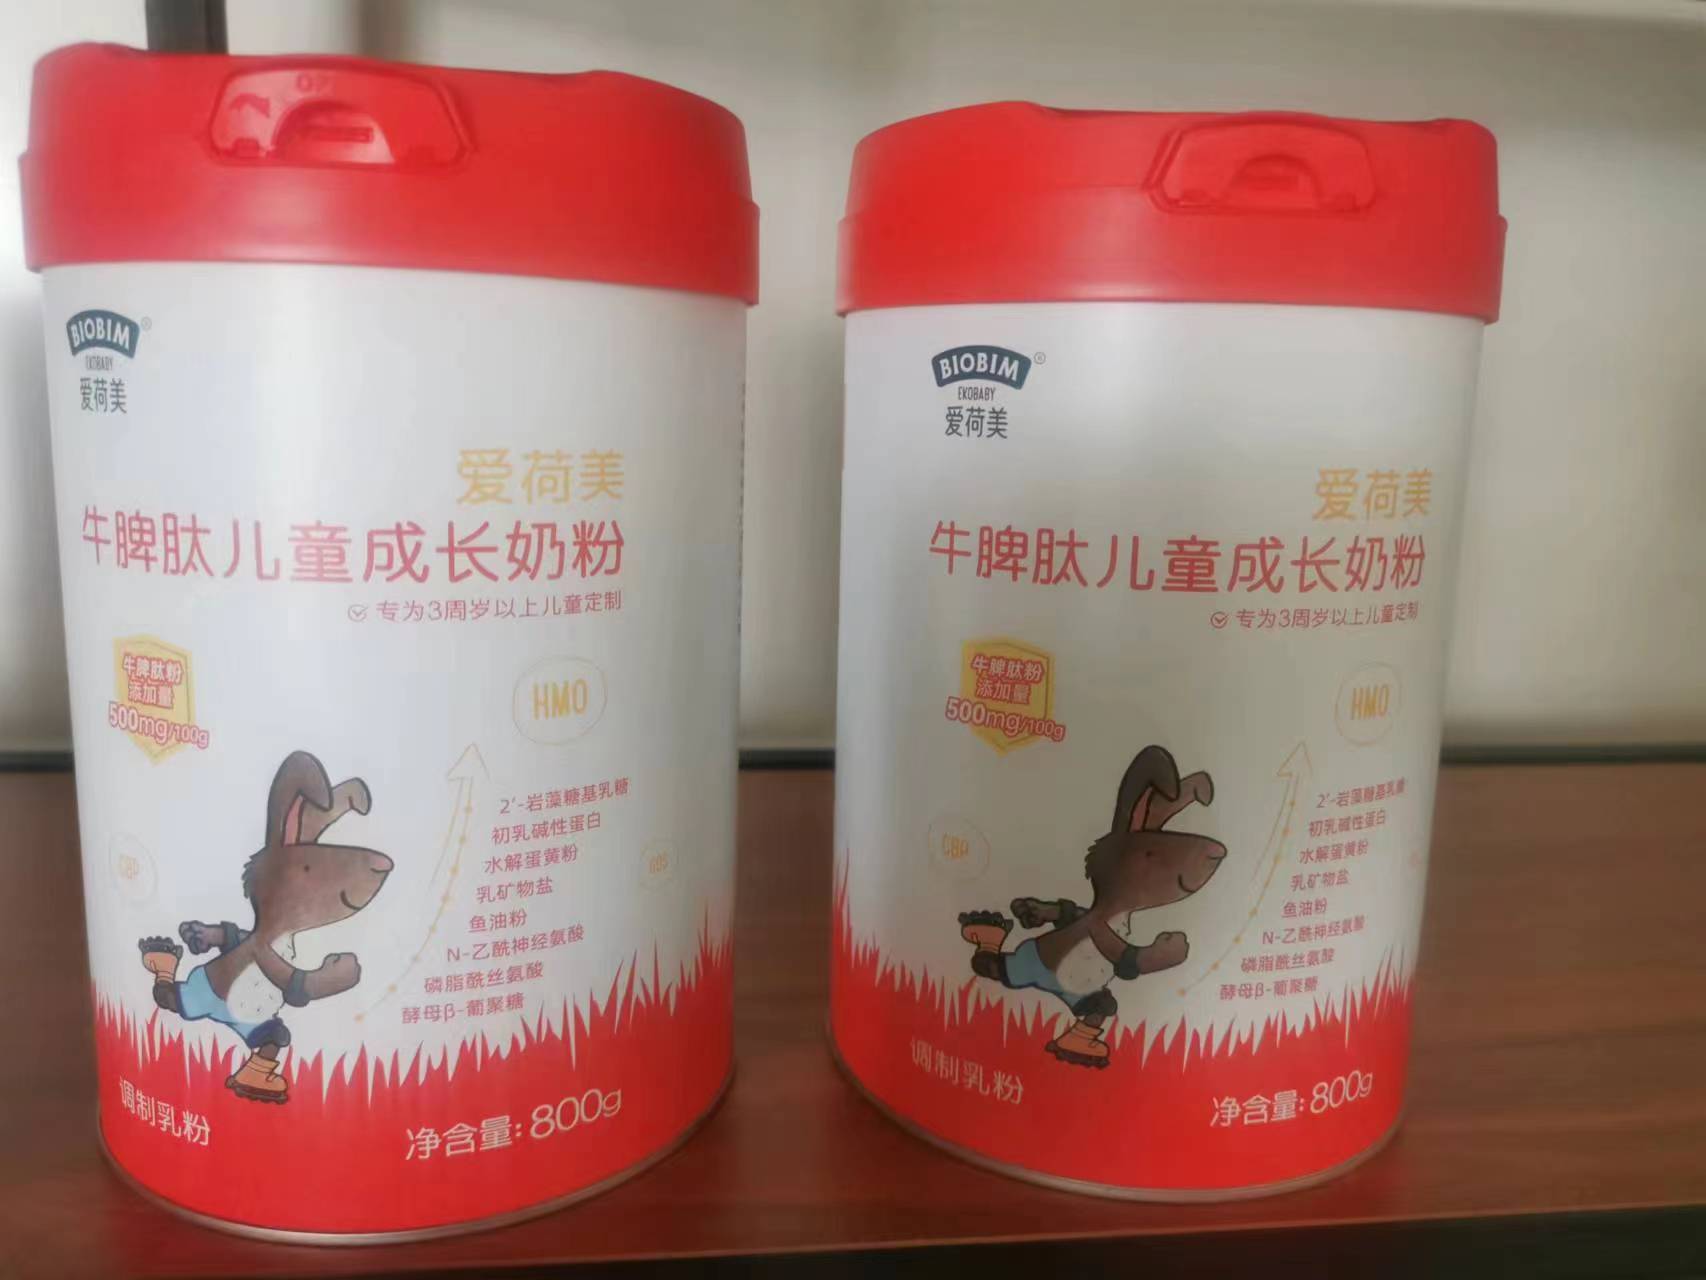 BIOBIM®
EKOBABY
爱荷美
爱荷美
牛脾肽儿童成长奶粉
专为3周岁以上儿童定制
牛脾肽粉
添加量
500mg/100g
HMO
2'-岩藻糖基乳糖
初乳碱性蛋白
水解蛋黄粉
乳矿物盐
鱼油粉
N-乙酰神经氨酸
磷脂酰丝氨酸
酵母β-葡聚糖
CBP
调制乳粉
净含量:800g
BIOBIM®
EKOBABY
爱荷美
爱荷美
牛脾肽儿童成长奶粉
专为3周岁以上儿童定制
牛脾肽粉
添加量
500mg/100g
HMO
2'-岩藻糖基乳糖
初乳碱性蛋白
水解蛋黄粉
乳矿物盐
鱼油粉
N-乙酰神经氨酸
磷脂酰丝氨酸
酵母β-葡聚糖
调制乳粉
净含量:800g